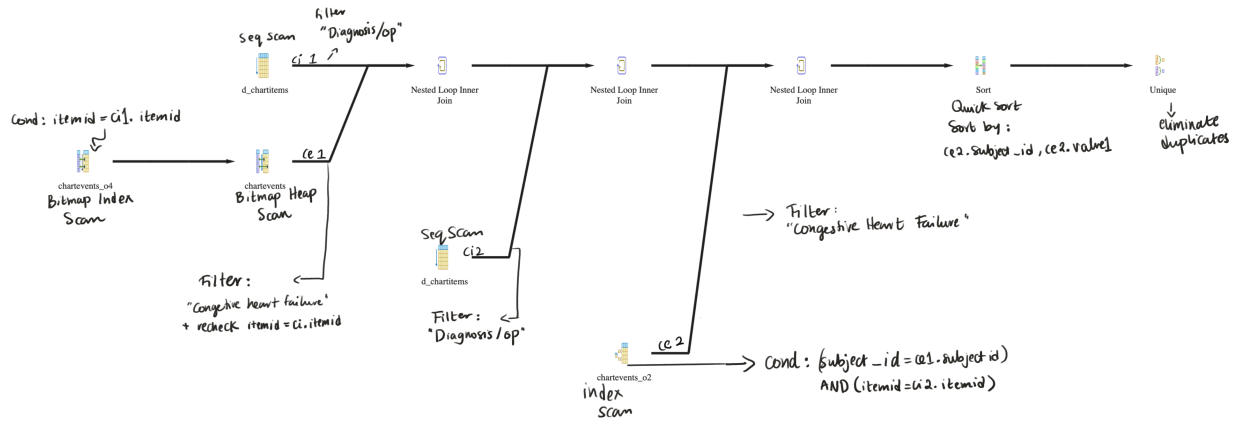 Filter
"Diagnosis/op"
Seq Scan
ci 1
d_chartitems
Nested Loop Inner
Join
Nested Loop Inner
Join
Nested Loop Inner
Join
Sort
Unique
Quick sort
Sort by:
ce2.subject_id, ce2.value1
eliminate
duplicates
Cond: itemid = ci1.itemid
chartevents_o4
Bitmap Index
Scan
ce 1
chartevents
Bitmap Heap
Scan
Filter:
"Congestive heart failure"
+ recheck itemid = ci.itemid
Seq Scan
ci2
d_chartitems
Filter:
"Diagnosis/op"
Filter:
"Congestive Heart Failure"
ce 2
chartevents_o2
index
scan
Cond: (subject_id = ce1.subject id)
AND (itemid = ci2.itemid)